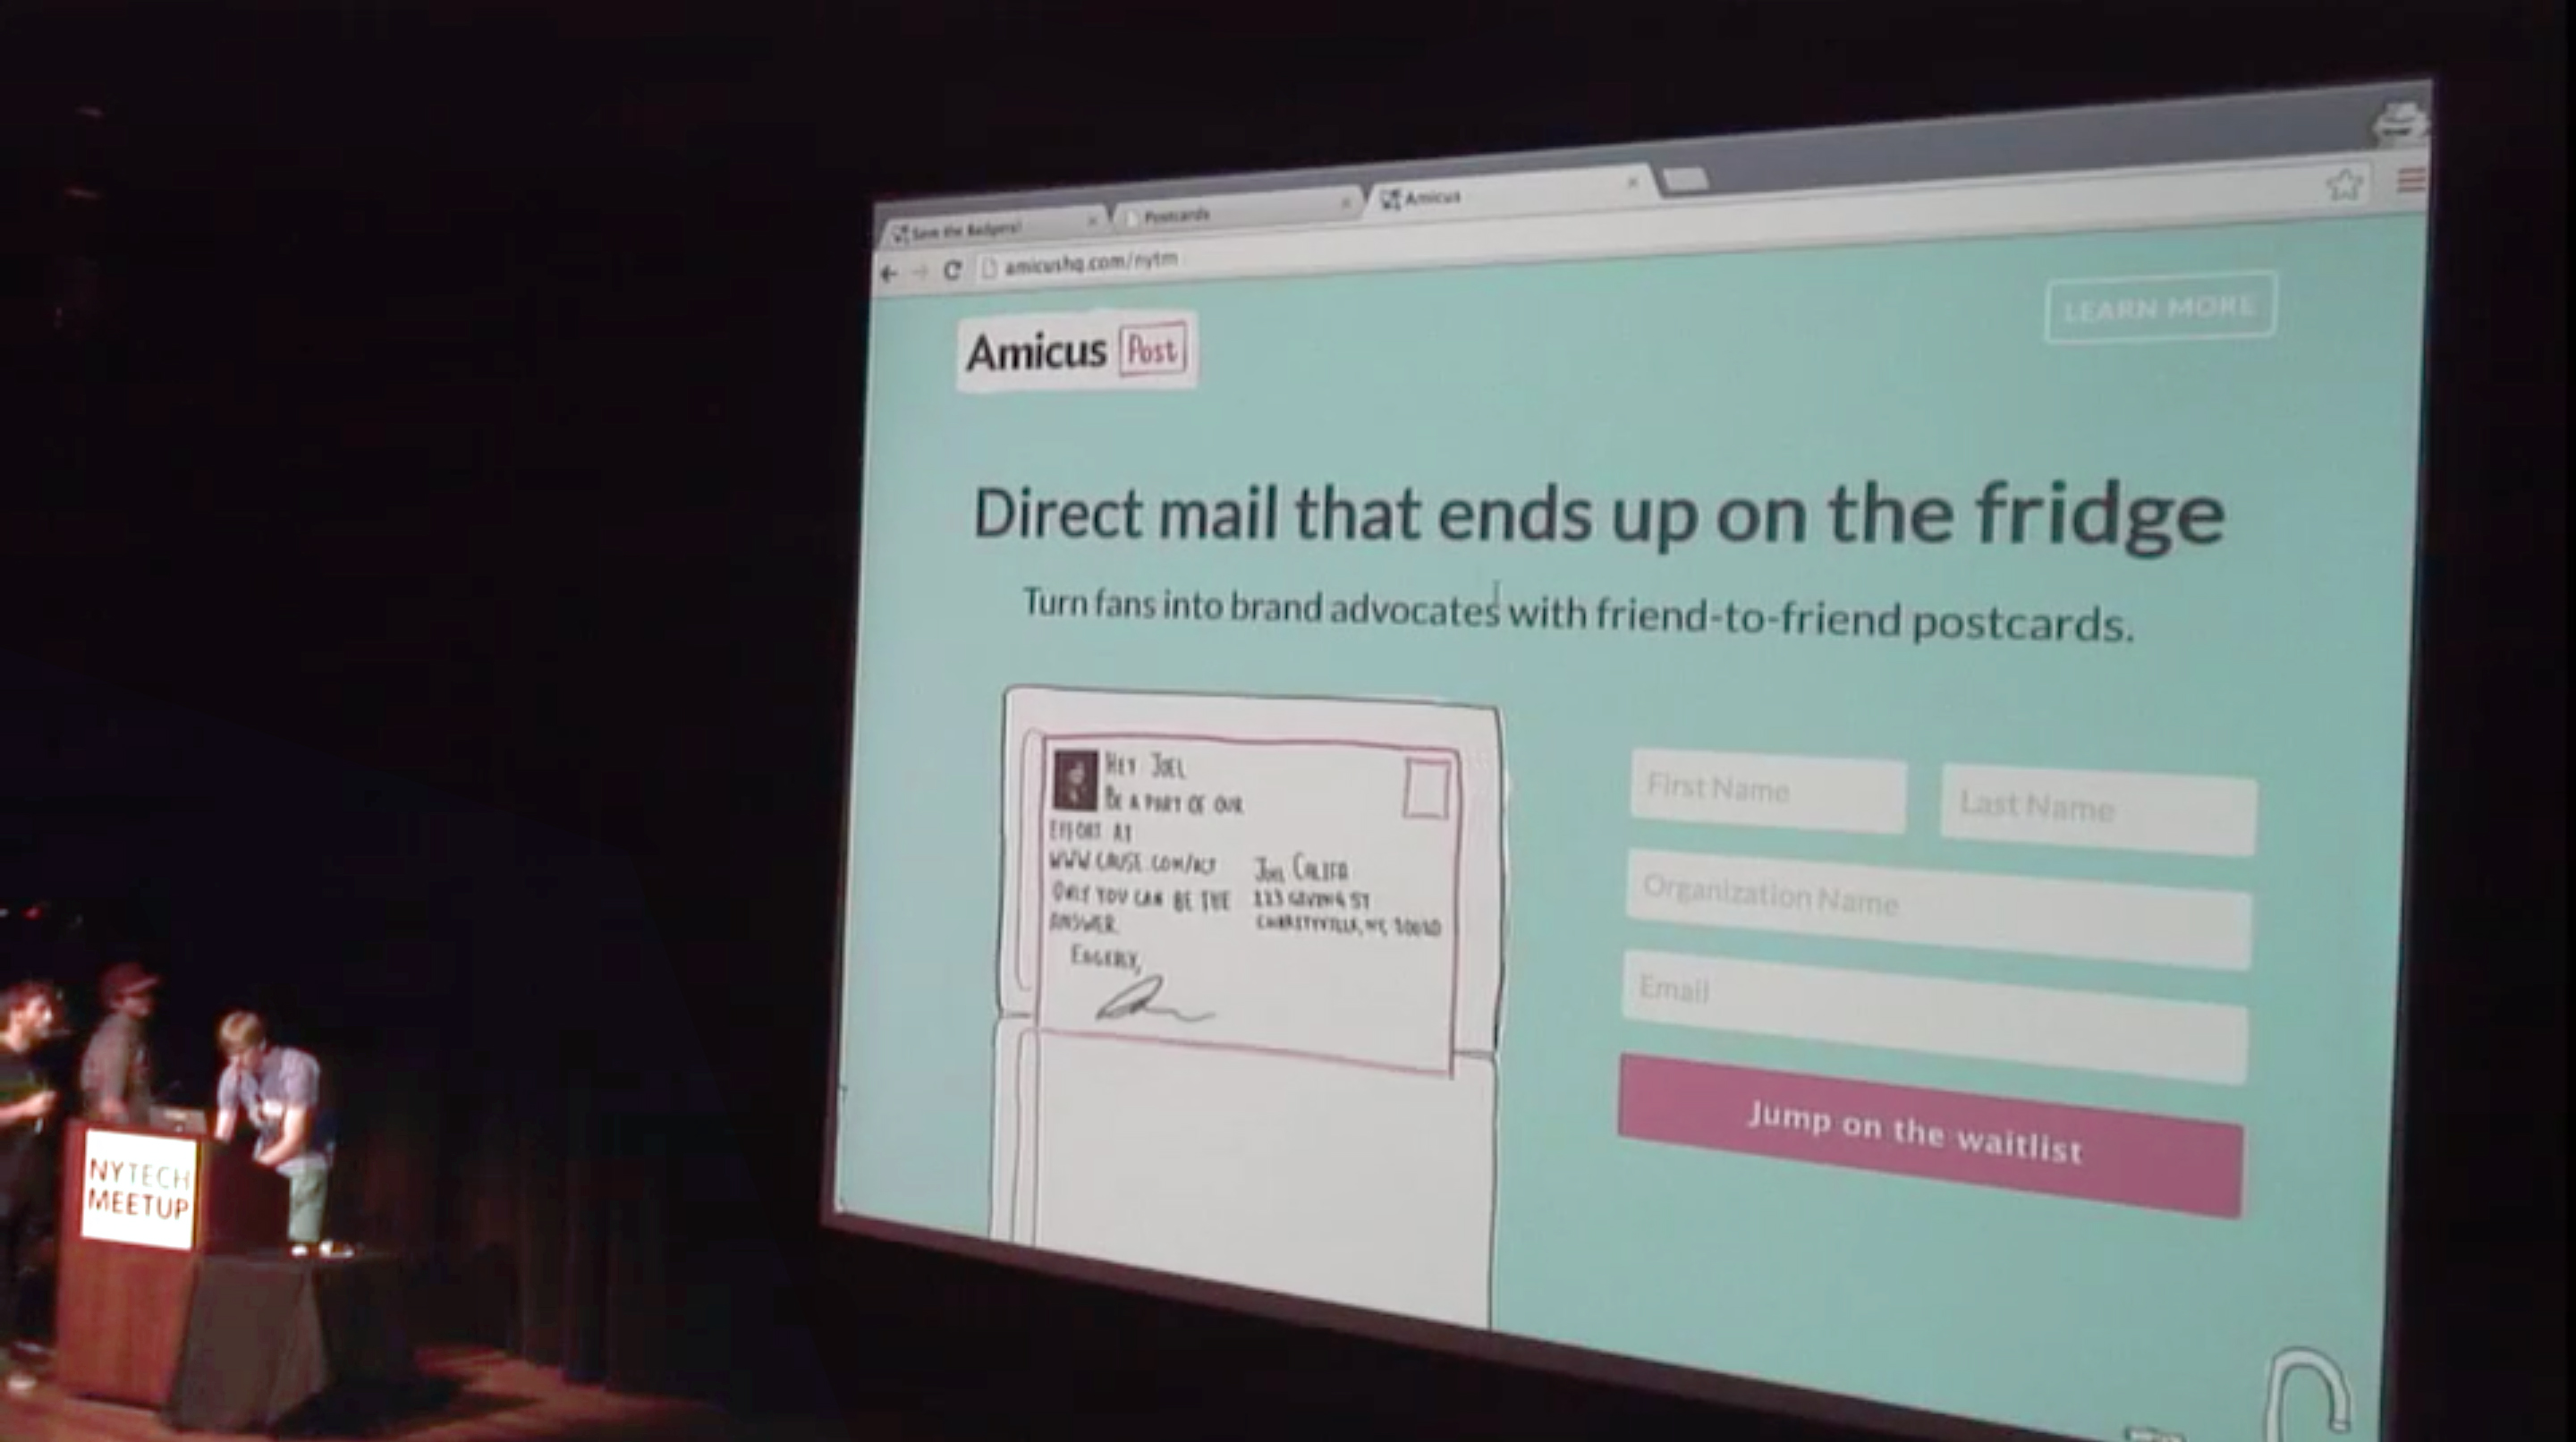 Save the Badgers!
Postcards
Amicus
amicushq.com/nytm
Amicus Post
LEARN MORE
Direct mail that ends up on the fridge
Turn fans into brand advocates with friend-to-friend postcards.
HEY JOEL
BE A PART OF OUR
EFFORT AT
WWW.CAUSE.COM/ACT
ONLY YOU CAN BE THE
ANSWER.
EAGERLY,
JOEL CALIFA
123 GIVING ST
CHARITYVILLE, NY,
First Name
Last Name
Organization Name
Email
Jump on the waitlist
NYTECH
MEETUP